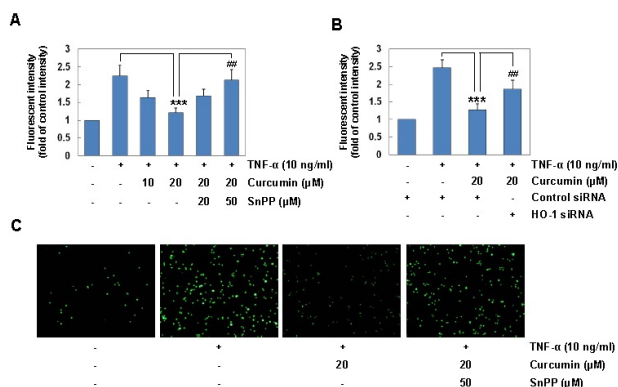 A
Fluorescent intensity
(fold of control intensity)
3
2.5
2
1.5
1
0.5
0
***
##
- + + + + + TNF-α (10 ng/ml)
- - 10 20 20 20 Curcumin (μM)
- - - - 20 50 SnPP (μM)
B
Fluorescent intensity
(fold of control intensity)
3
2.5
2
1.5
1
0.5
0
***
##
- + + + TNF-α (10 ng/ml)
- - 20 20 Curcumin (μM)
+ + + - Control siRNA
- - - + HO-1 siRNA
C
- + + + TNF-α (10 ng/ml)
- - 20 20 Curcumin (μM)
- - - 50 SnPP (μM)